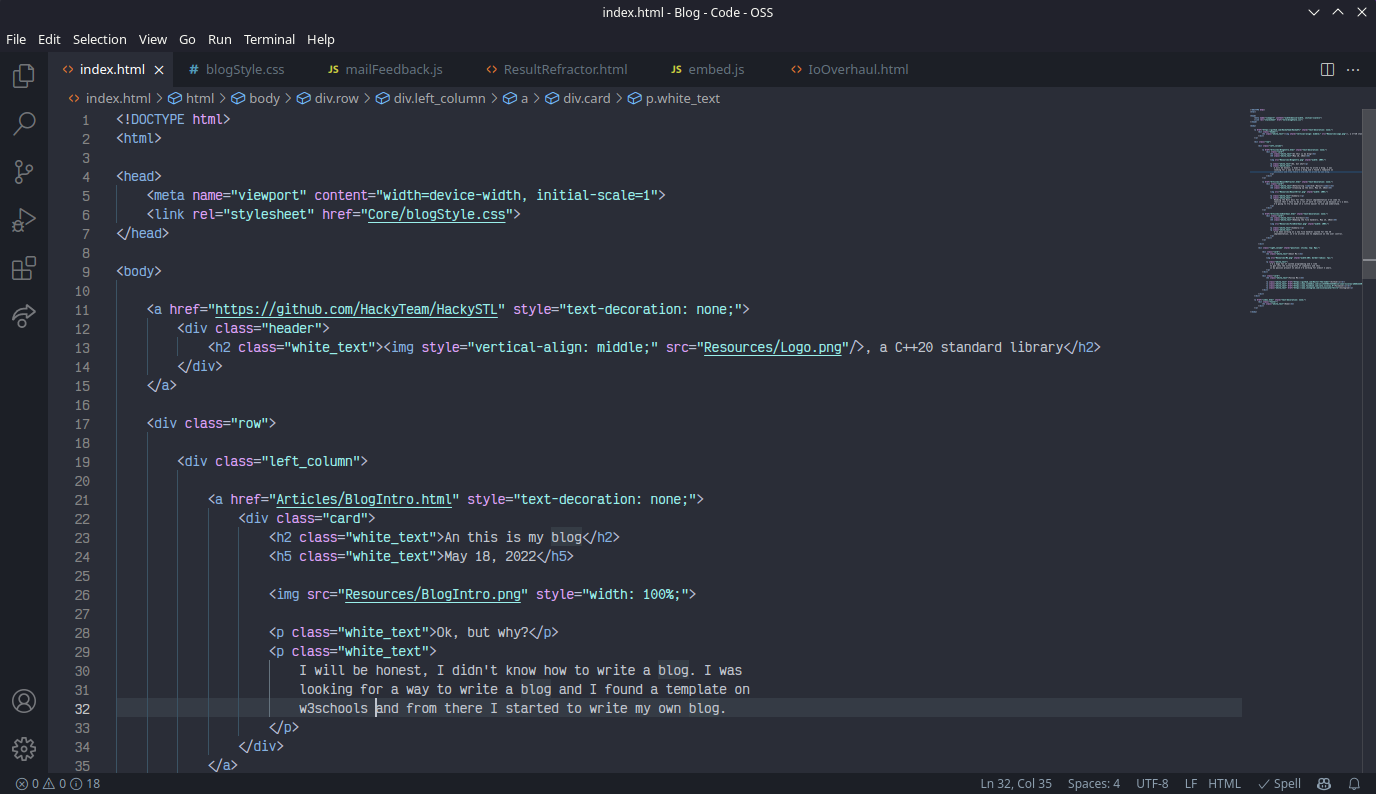 index.html - Blog - Code - OSS
File Edit Selection View Go Run Terminal Help
index.html blogStyle.css mailFeedback.js ResultRefractor.html embed.js IoOverhaul.html
index.html > html > body > div.row > div.left_column > a > div.card > p.white_text
1 <!DOCTYPE html>
2 <html>
3
4 <head>
5 <meta name="viewport" content="width=device-width, initial-scale=1">
6 <link rel="stylesheet" href="Core/blogStyle.css">
7 </head>
8
9 <body>
10
11 <a href="https://github.com/HackyTeam/HackySTL" style="text-decoration: none;">
12 <div class="header">
13 <h2 class="white_text"><img style="vertical-align: middle;" src="Resources/Logo.png"/>, a C++20 standard library</h2>
14 </div>
15 </a>
16
17 <div class="row">
18
19 <div class="left_column">
20
21 <a href="Articles/BlogIntro.html" style="text-decoration: none;">
22 <div class="card">
23 <h2 class="white_text">An this is my blog</h2>
24 <h5 class="white_text">May 18, 2022</h5>
25
26 <img src="Resources/BlogIntro.png" style="width: 100%;">
27
28 <p class="white_text">Ok, but why?</p>
29 <p class="white_text">
30 I will be honest, I didn't know how to write a blog. I was
31 looking for a way to write a blog and I found a template on
32 w3schools and from there I started to write my own blog.
33 </p>
34 </div>
35 </a>
0 0 18 Ln 32, Col 35 Spaces: 4 UTF-8 LF HTML Spell